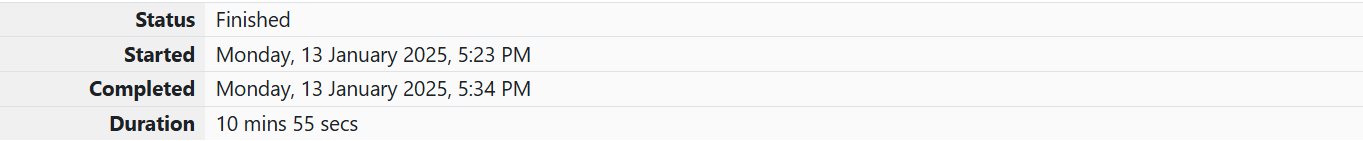 Status Finished
Started Monday, 13 January 2025, 5:23 PM
Completed Monday, 13 January 2025, 5:34 PM
Duration 10 mins 55 secs